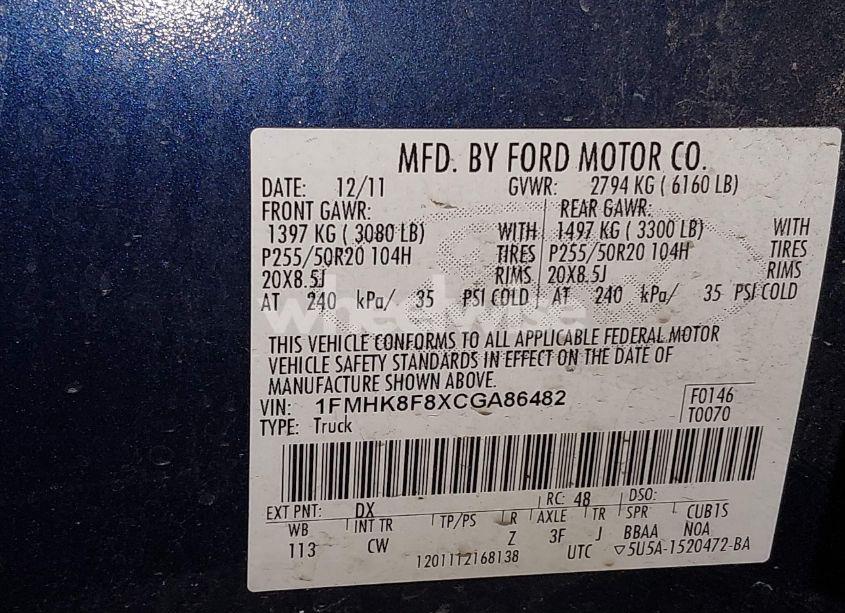 MFD. BY FORD MOTOR CO.
DATE: 12/11 GVWR: 2794 KG ( 6160 LB)
FRONT GAWR: REAR GAWR:
1397 KG ( 3080 LB) WITH 1497 KG ( 3300 LB) WITH
P255/50R20 104H TIRES P255/50R20 104H TIRES
20X8.5J RIMS 20X8.5J RIMS
AT 240 kPa/ 35 PSI COLD AT 240 kPa/ 35 PSI COLD
wheelwise
THIS VEHICLE CONFORMS TO ALL APPLICABLE FEDERAL MOTOR
VEHICLE SAFETY STANDARDS IN EFFECT ON THE DATE OF
MANUFACTURE SHOWN ABOVE.
VIN: 1FMHK8F8XCGA86482 F0146
TYPE: Truck T0070
EXT PNT: DX RC: 48 DSO:
WB INT TR TP/PS R AXLE TR SPR CUB1S
113 CW Z 3F J BBAA NOA
1201112168138 UTC ▽5U5A-1520472-BA